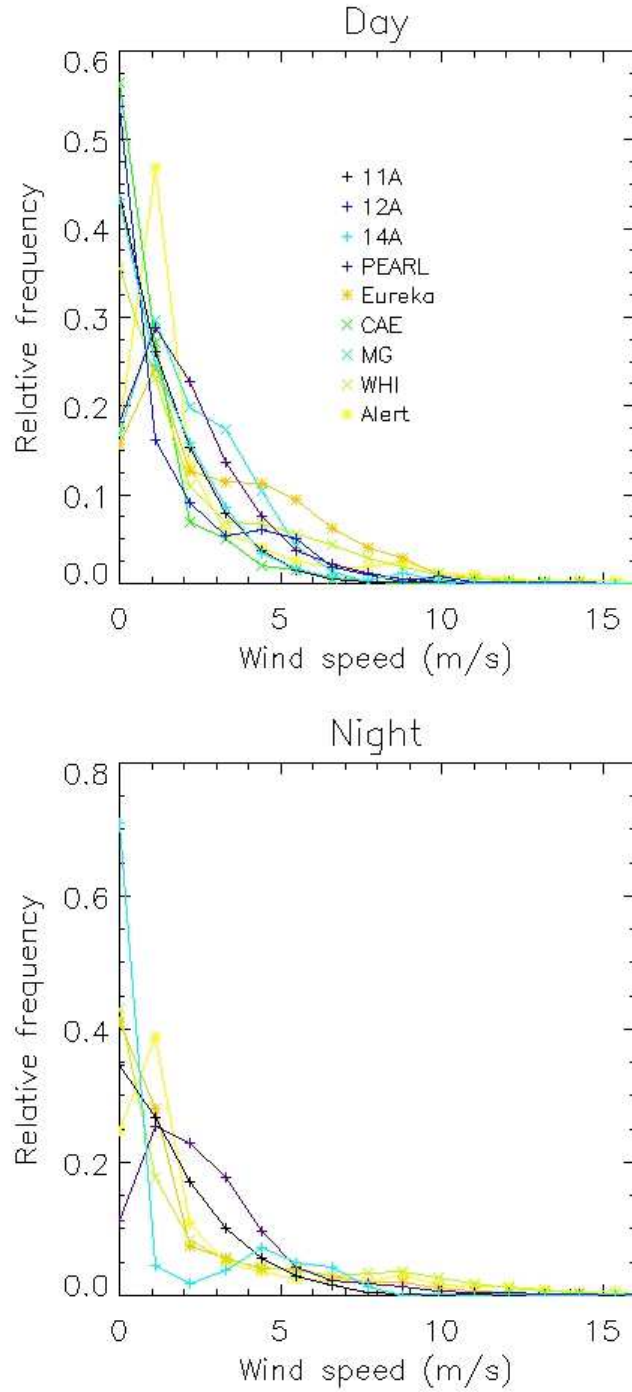 Day
0.6
0.5
0.4
0.3
0.2
0.1
0.0
Relative frequency
11A
12A
14A
PEARL
Eureka
CAE
MG
WHI
Alert
0 5 10 15
Wind speed (m/s)
Night
0.8
0.6
0.4
0.2
0.0
Relative frequency
0 5 10 15
Wind speed (m/s)